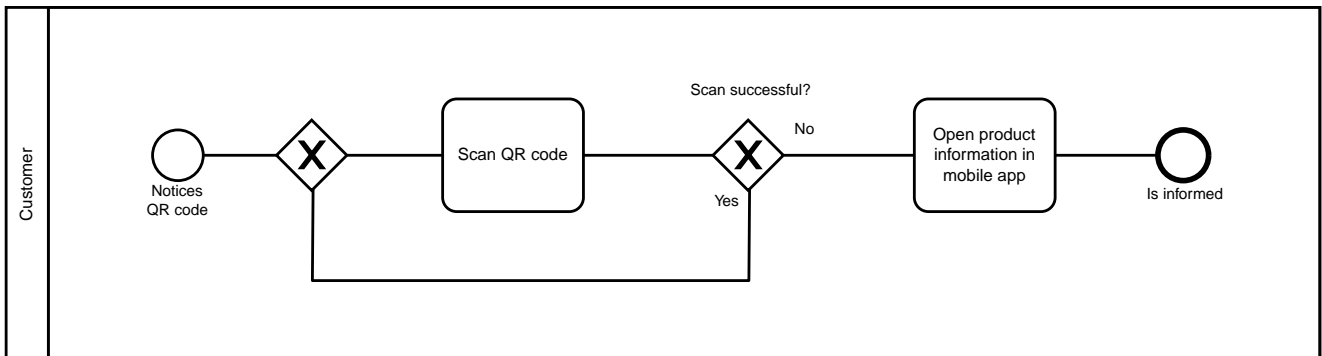 Customer
Notices
QR code
Scan QR code
Scan successful?
No
Yes
Open product
information in
mobile app
Is informed